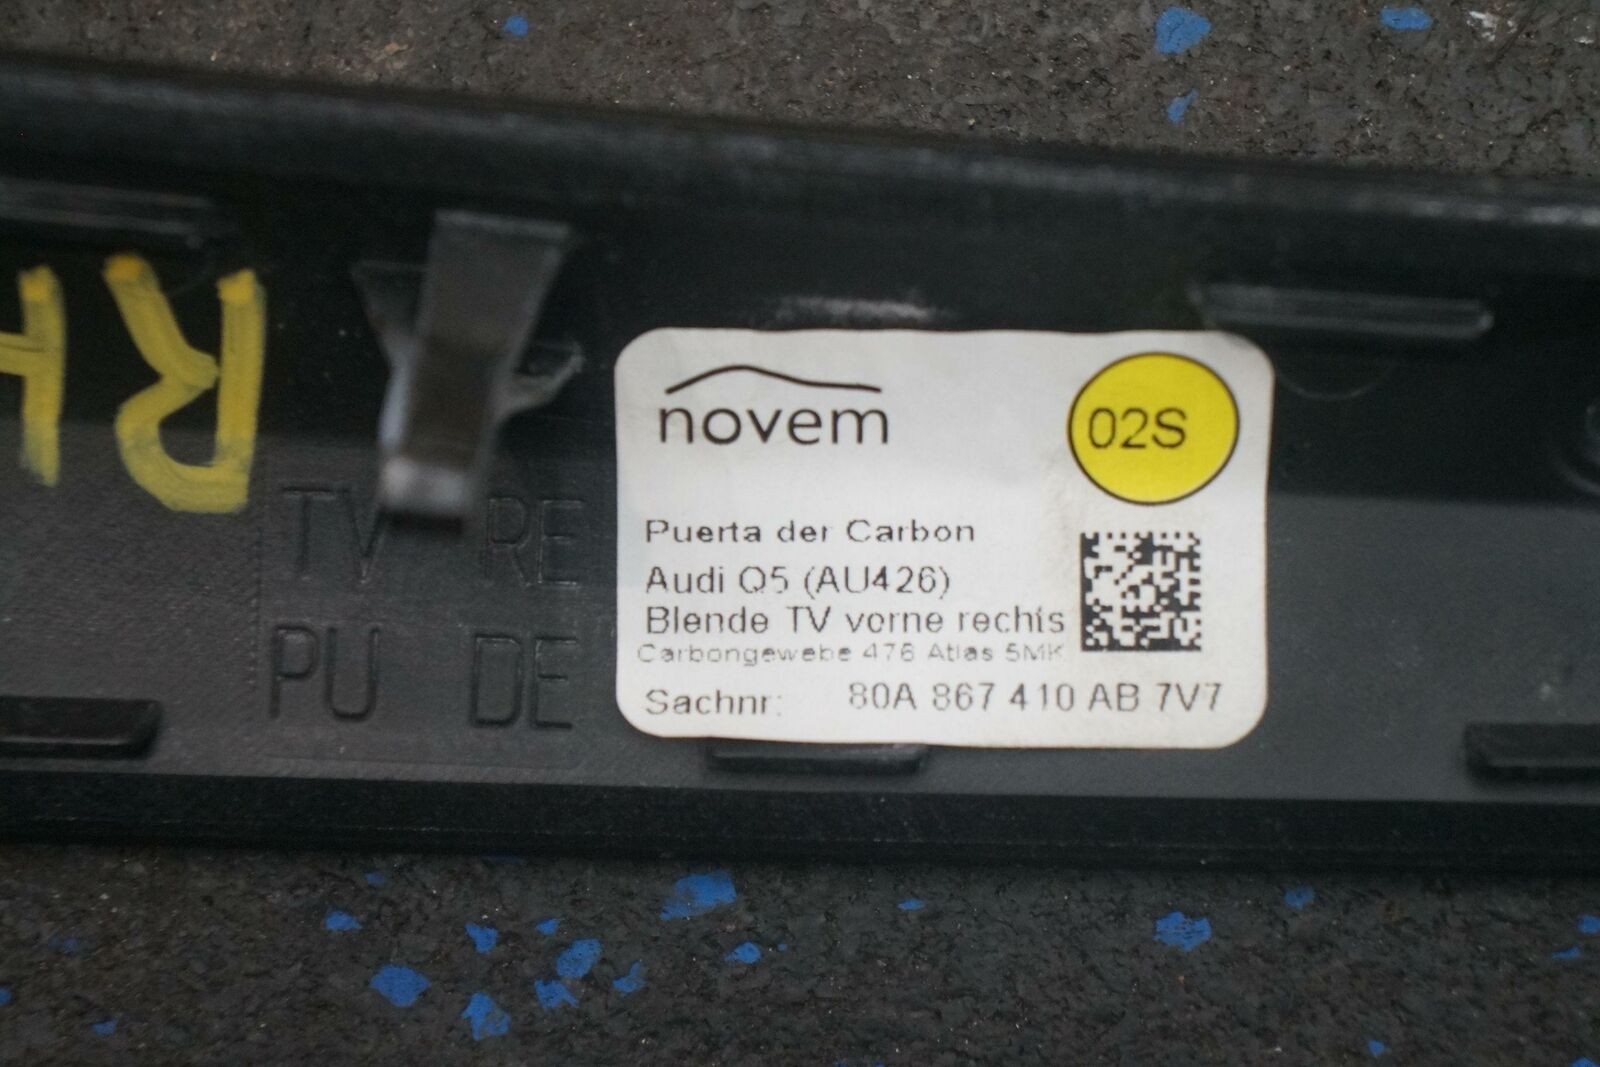 RH
TV RE
PU DE
novem
02S
Puerta der Carbon
Audi Q5 (AU426)
Blende TV vorne rechts
Carbongewebe 476 Atlas 5MK
Sachnr: 80A 867 410 AB 7V7